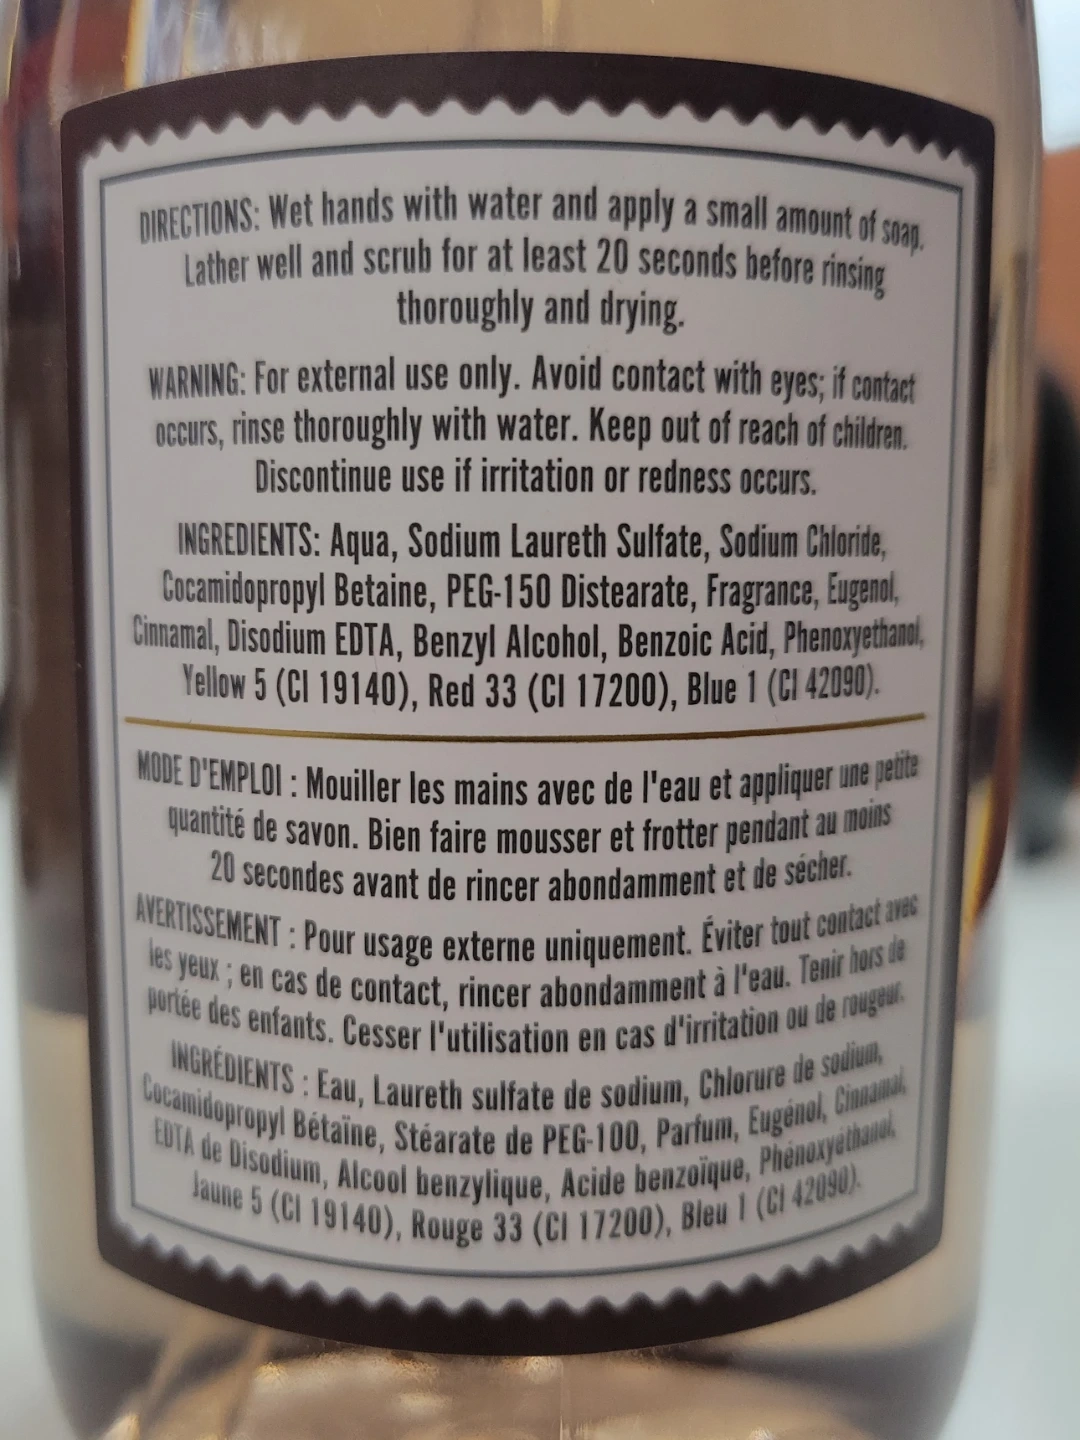 DIRECTIONS: Wet hands with water and apply a small amount of soap.
Lather well and scrub for at least 20 seconds before rinsing
thoroughly and drying.
WARNING: For external use only. Avoid contact with eyes; if contact
occurs, rinse thoroughly with water. Keep out of reach of children.
Discontinue use if irritation or redness occurs.
INGREDIENTS: Aqua, Sodium Laureth Sulfate, Sodium Chloride,
Cocamidopropyl Betaine, PEG-150 Distearate, Fragrance, Eugenol,
Cinnamal, Disodium EDTA, Benzyl Alcohol, Benzoic Acid, Phenoxyethanol,
Yellow 5 (CI 19140), Red 33 (CI 17200), Blue 1 (CI 42090).
MODE D'EMPLOI : Mouiller les mains avec de l'eau et appliquer une petite
quantité de savon. Bien faire mousser et frotter pendant au moins
20 secondes avant de rincer abondamment et de sécher.
AVERTISSEMENT : Pour usage externe uniquement. Éviter tout contact avec
les yeux ; en cas de contact, rincer abondamment à l'eau. Tenir hors de
portée des enfants. Cesser l'utilisation en cas d'irritation ou de rougeur.
INGRÉDIENTS : Eau, Laureth sulfate de sodium, Chlorure de sodium,
Cocamidopropyl Bétaïne, Stéarate de PEG-100, Parfum, Eugénol, Cinnamal,
EDTA de Disodium, Alcool benzylique, Acide benzoïque, Phénoxyéthanol,
Jaune 5 (CI 19140), Rouge 33 (CI 17200), Bleu 1 (CI 42090).